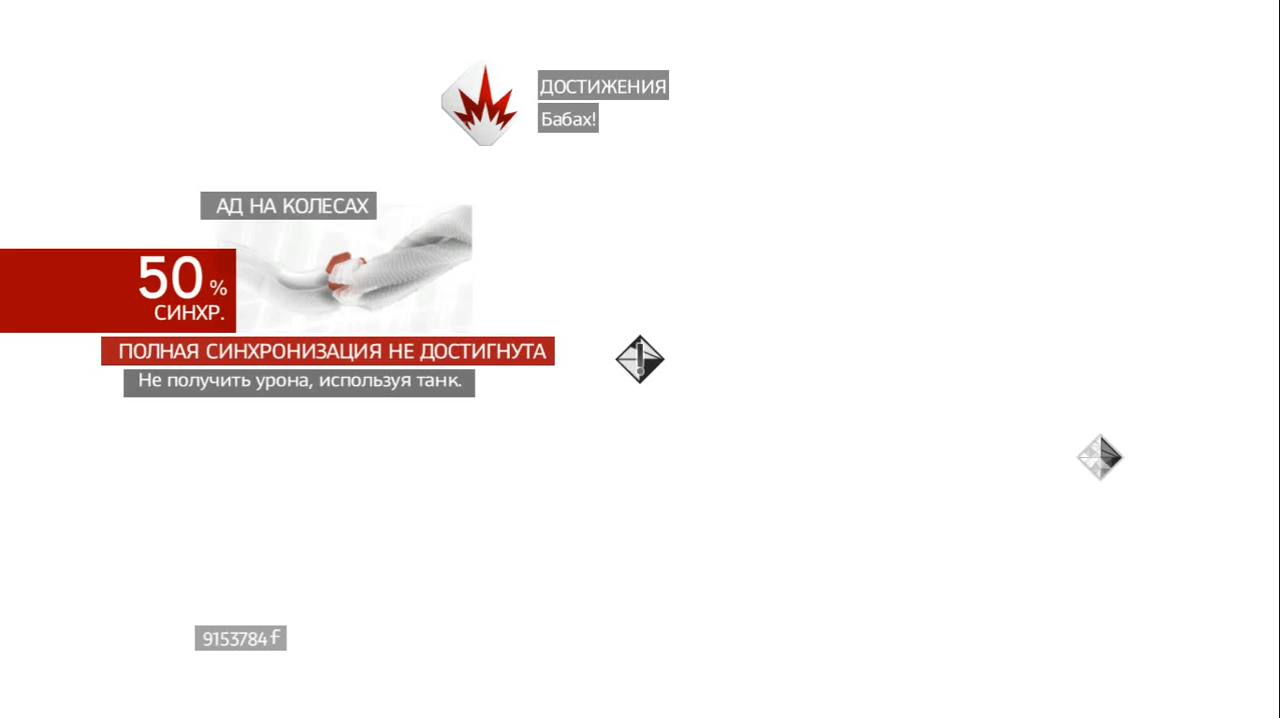 ДОСТИЖЕНИЯ
Бабах!
АД НА КОЛЕСАХ
50 %
СИНХР.
ПОЛНАЯ СИНХРОНИЗАЦИЯ НЕ ДОСТИГНУТА
Не получить урона, используя танк.
9153784 f